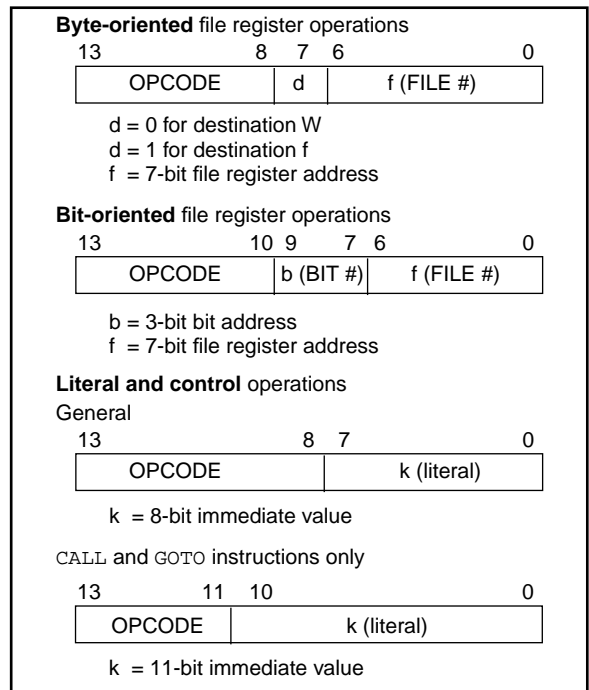 Byte-oriented file register operations
13 8 7 6 0
OPCODE d f (FILE #)
d = 0 for destination W
d = 1 for destination f
f = 7-bit file register address
Bit-oriented file register operations
13 10 9 7 6 0
OPCODE b (BIT #) f (FILE #)
b = 3-bit bit address
f = 7-bit file register address
Literal and control operations
General
13 8 7 0
OPCODE k (literal)
k = 8-bit immediate value
CALL and GOTO instructions only
13 11 10 0
OPCODE k (literal)
k = 11-bit immediate value